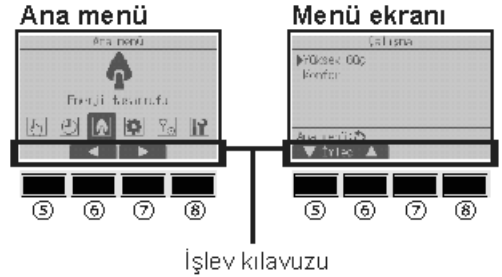 Ana menü
Menü ekranı
Ana menü
Enerji tasarrufu
Çalışma
Yüksek Güç
Konfor
Ana menü:
İmleç
⑤ ⑥ ⑦ ⑧
⑤ ⑥ ⑦ ⑧
İşlev kılavuzu